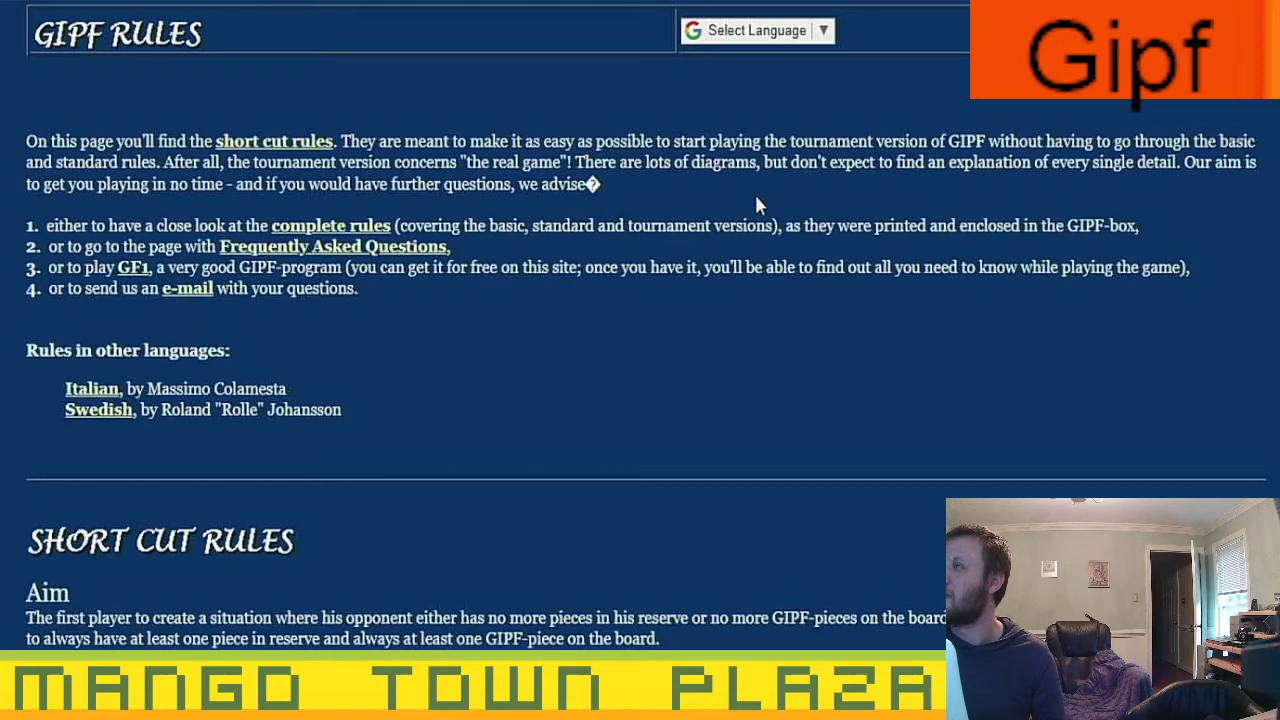 GIPF RULES
Select Language ▼
Gipf
On this page you'll find the short cut rules. They are meant to make it as easy as possible to start playing the tournament version of GIPF without having to go through the basic
and standard rules. After all, the tournament version concerns "the real game"! There are lots of diagrams, but don't expect to find an explanation of every single detail. Our aim is
to get you playing in no time - and if you would have further questions, we advise�
1. either to have a close look at the complete rules (covering the basic, standard and tournament versions), as they were printed and enclosed in the GIPF-box,
2. or to go to the page with Frequently Asked Questions,
3. or to play GF1, a very good GIPF-program (you can get it for free on this site; once you have it, you'll be able to find out all you need to know while playing the game),
4. or to send us an e-mail with your questions.
Rules in other languages:
Italian, by Massimo Colamesta
Swedish, by Roland "Rolle" Johansson
SHORT CUT RULES
Aim
The first player to create a situation where his opponent either has no more pieces in his reserve or no more GIPF-pieces on the board
to always have at least one piece in reserve and always at least one GIPF-piece on the board.
MANGO TOWN PLAZA